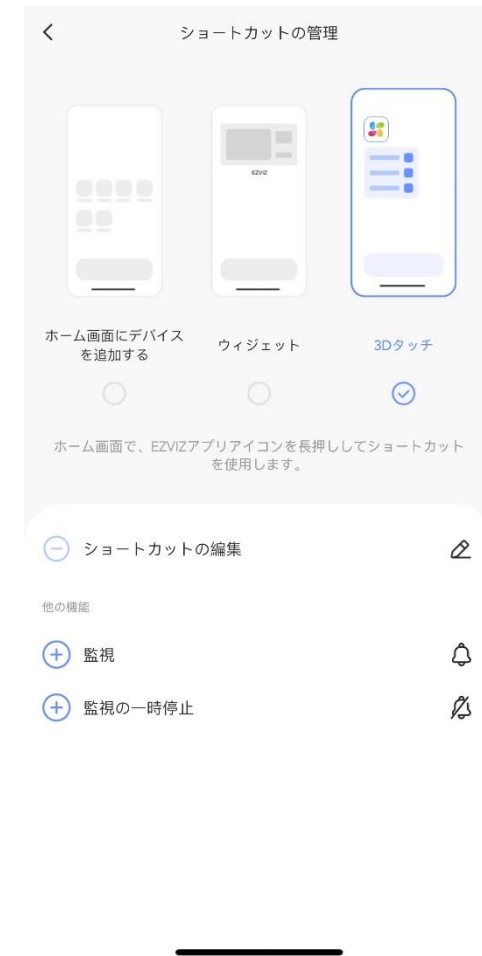 ショートカットの管理
EZVIZ
ホーム画面にデバイス
を追加する
ウィジェット
3Dタッチ
ホーム画面で、EZVIZアプリアイコンを長押ししてショートカット
を使用します。
ショートカットの編集
他の機能
監視
監視の一時停止